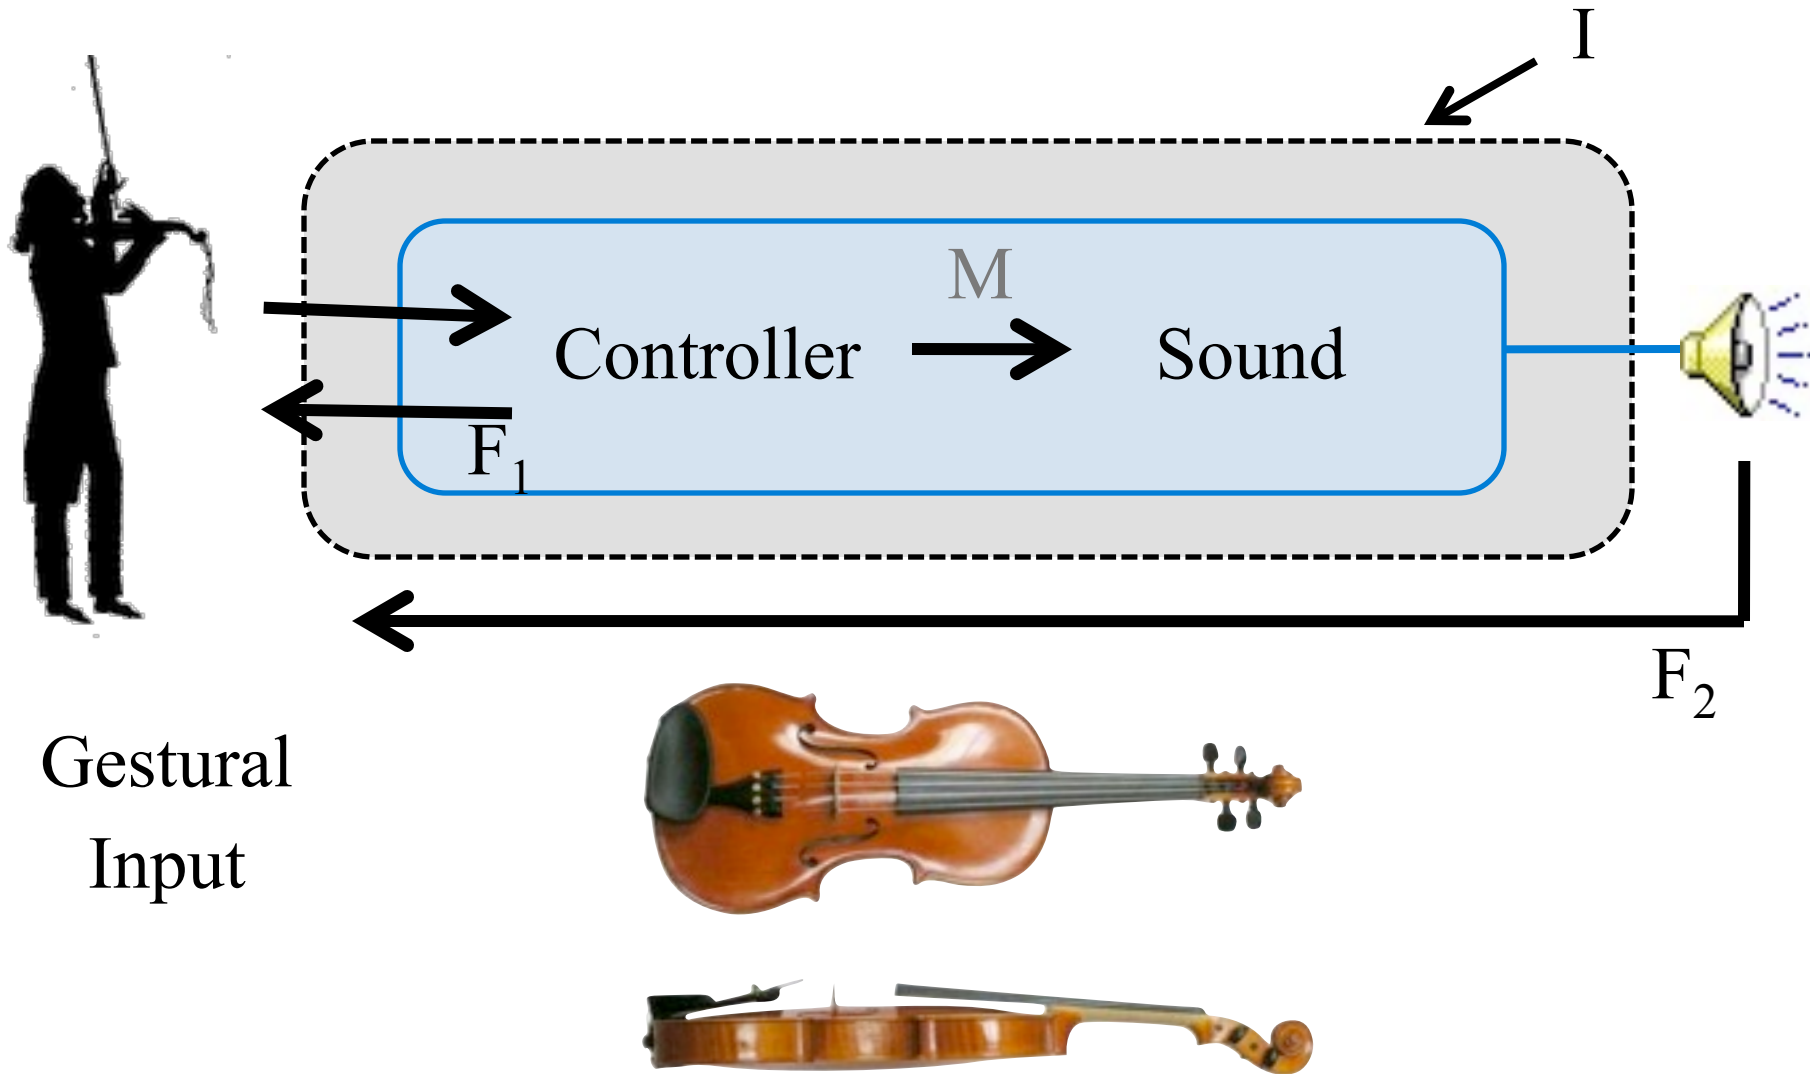 I
M
Controller
Sound
F₁
F₂
Gestural
Input